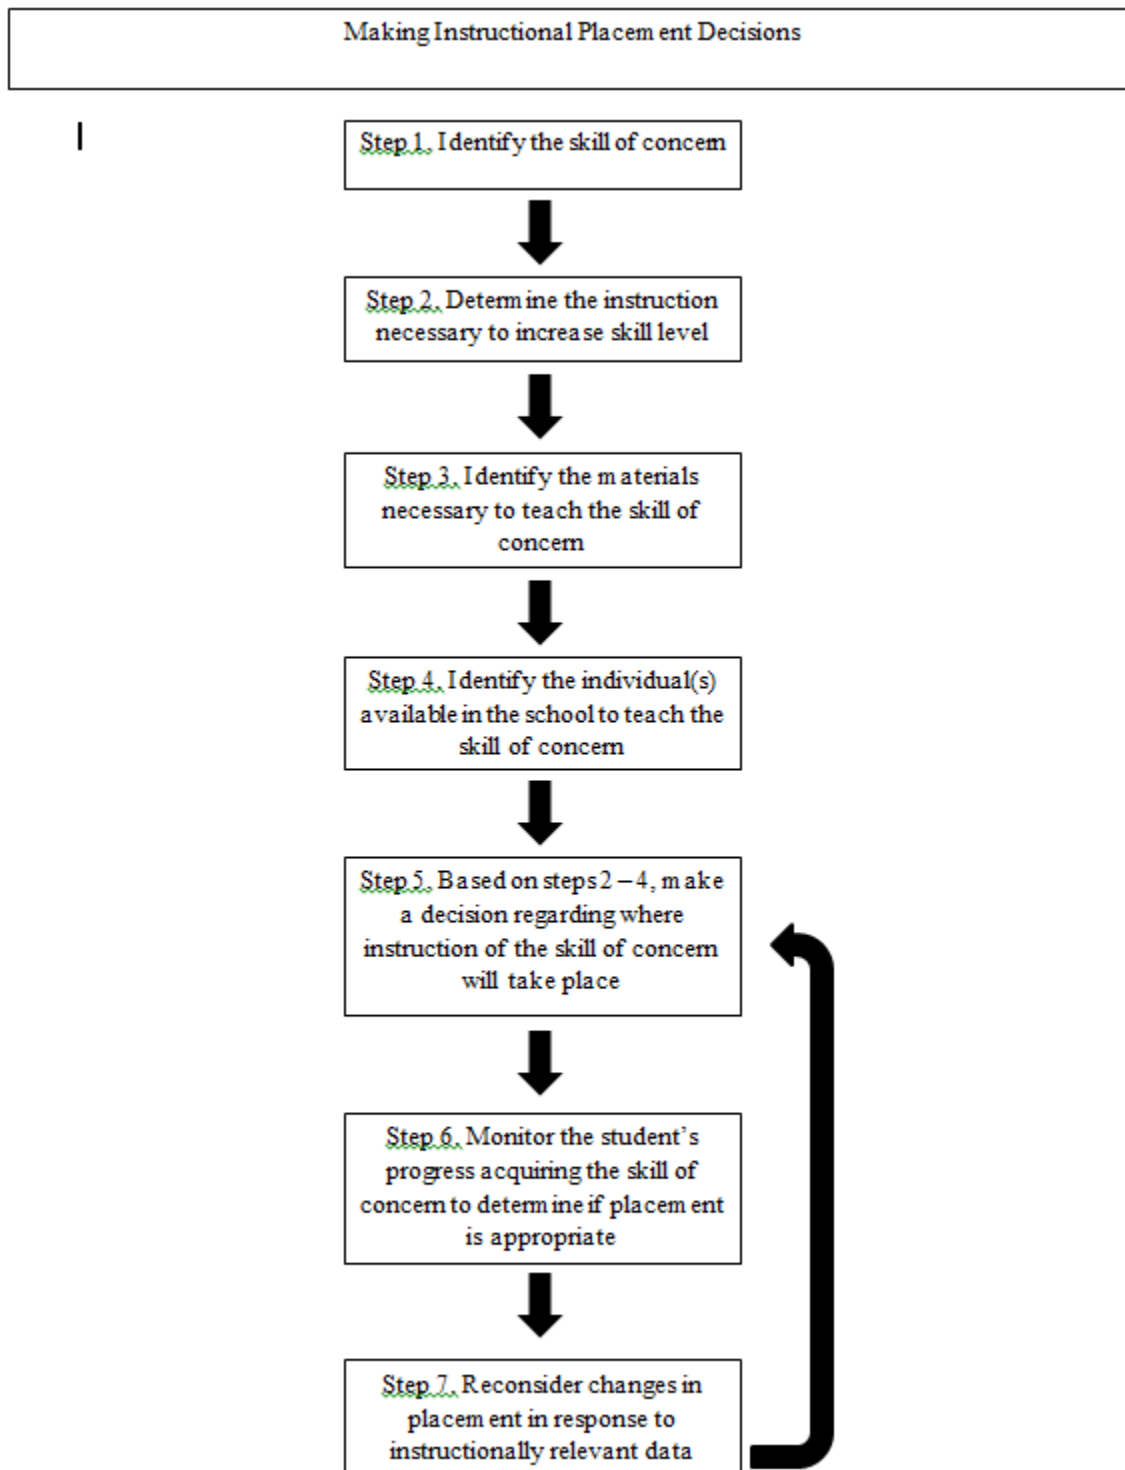 Making Instructional Placement Decisions
Step 1. Identify the skill of concern
Step 2. Determine the instruction
necessary to increase skill level
Step 3. Identify the materials
necessary to teach the skill of
concern
Step 4. Identify the individual(s)
available in the school to teach the
skill of concern
Step 5. Based on steps 2 – 4, make
a decision regarding where
instruction of the skill of concern
will take place
Step 6. Monitor the student’s
progress acquiring the skill of
concern to determine if placement
is appropriate
Step 7. Reconsider changes in
placement in response to
instructionally relevant data